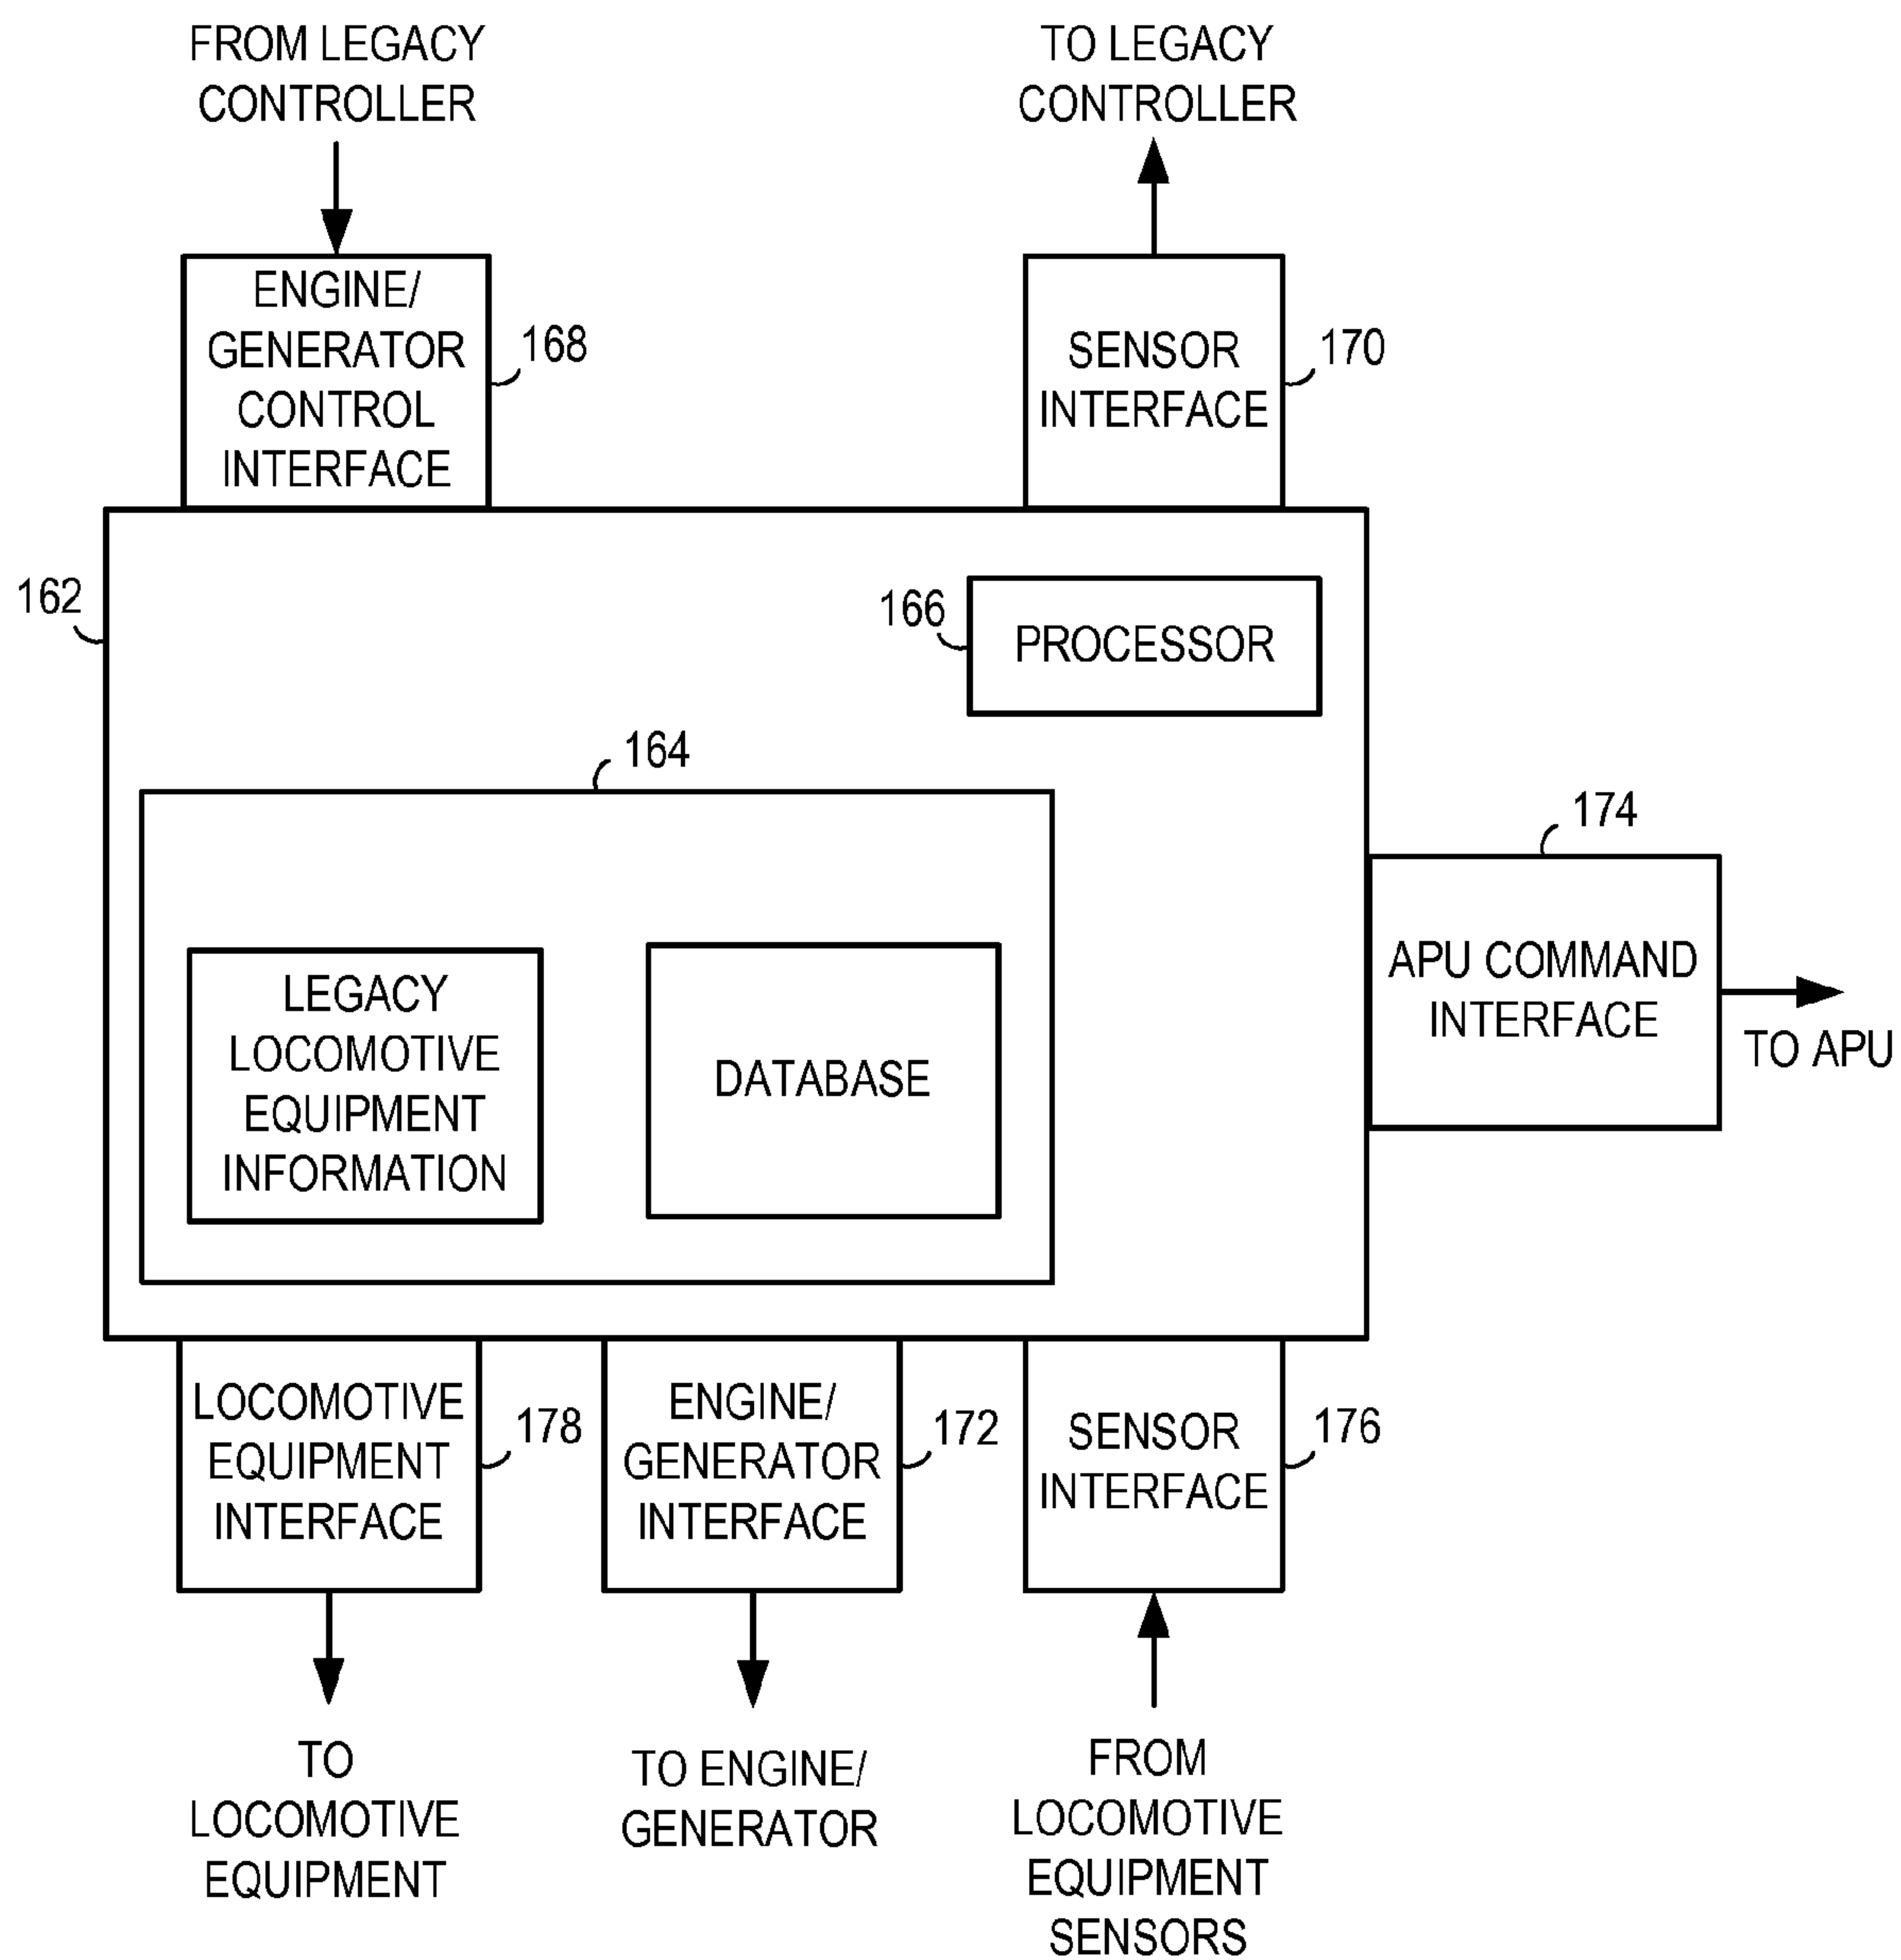 FROM LEGACY
CONTROLLER
TO LEGACY
CONTROLLER
ENGINE/
GENERATOR
CONTROL
INTERFACE
168
SENSOR
INTERFACE
170
162
166
PROCESSOR
164
174
APU COMMAND
INTERFACE
TO APU
LEGACY
LOCOMOTIVE
EQUIPMENT
INFORMATION
DATABASE
LOCOMOTIVE
EQUIPMENT
INTERFACE
178
ENGINE/
GENERATOR
INTERFACE
172
SENSOR
INTERFACE
176
TO
LOCOMOTIVE
EQUIPMENT
TO ENGINE/
GENERATOR
FROM
LOCOMOTIVE
EQUIPMENT
SENSORS